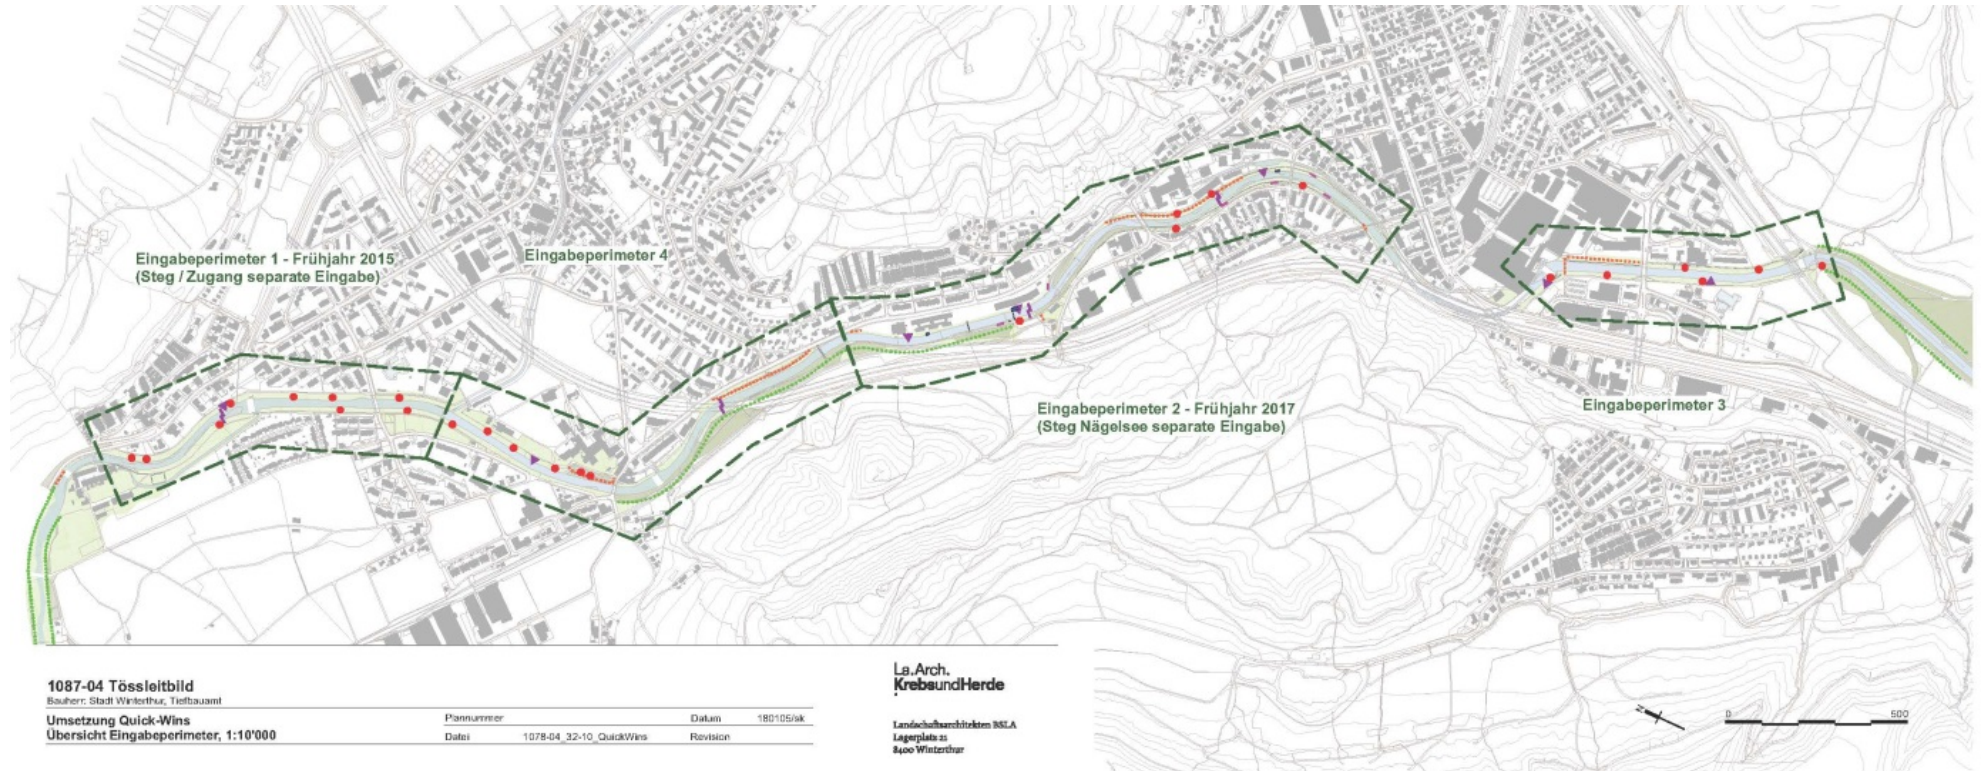 Eingabeperimeter 1 - Frühjahr 2015
(Steg / Zugang separate Eingabe)
Eingabeperimeter 4
Eingabeperimeter 2 - Frühjahr 2017
(Steg Nägelsee separate Eingabe)
Eingabeperimeter 3
1087-04 Tössleitbild
Bauherr: Stadt Winterthur, Tiefbauamt
Umsetzung Quick-Wins
Übersicht Eingabeperimeter, 1:10'000
Plannummer
Datum 180105/sk
Datei 1078-04_32-10_QuickWins
Revision
La.Arch.
KrebsundHerde
Landschaftsarchitekten BSLA
Lagerplatz 21
8400 Winterthur
N
0 500